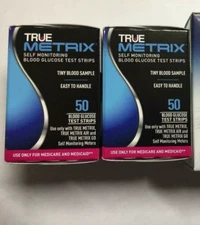 TRUE
METRIX
SELF MONITORING
BLOOD GLUCOSE TEST STRIPS
TINY BLOOD SAMPLE
EASY TO HANDLE
50
BLOOD GLUCOSE
TEST STRIPS
Use only with TRUE METRIX,
TRUE METRIX AIR and
TRUE METRIX GO
Self Monitoring Meters
USE ONLY FOR MEDICARE AND MEDICAID
TRUE
METRIX
SELF MONITORING
BLOOD GLUCOSE TEST STRIPS
TINY BLOOD SAMPLE
EASY TO HANDLE
50
BLOOD GLUCOSE
TEST STRIPS
Use only with TRUE METRIX,
TRUE METRIX AIR and
TRUE METRIX GO
Self Monitoring Meters
USE ONLY FOR MEDICARE AND MEDICAID